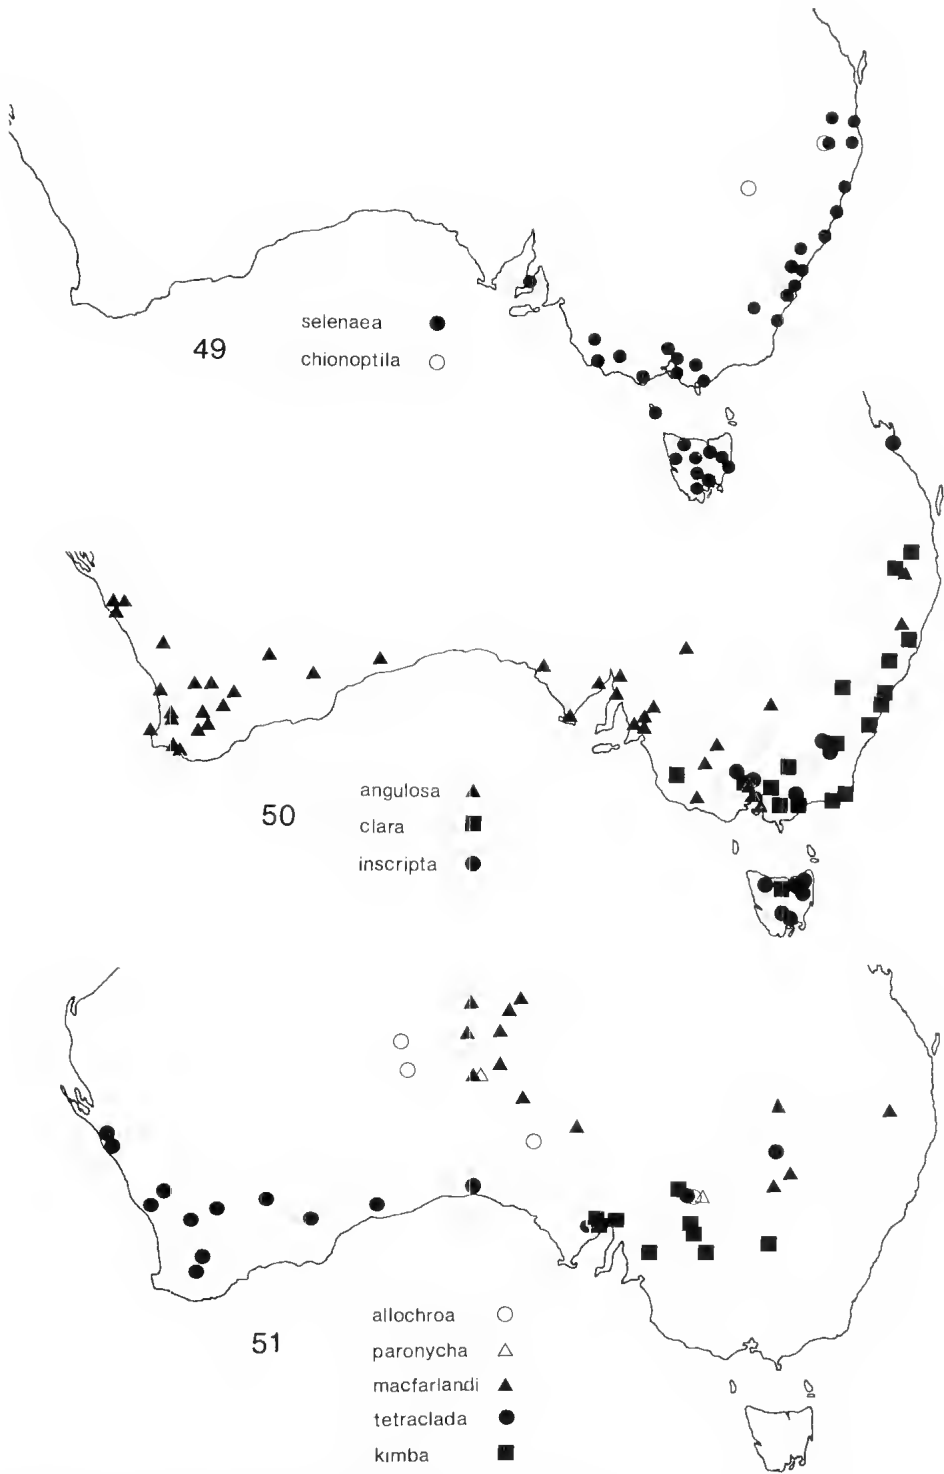 49
selenaea
chionoptila
50
angulosa
clara
inscripta
51
allochroa
paronycha
macfarlandi
tetraclada
kimba